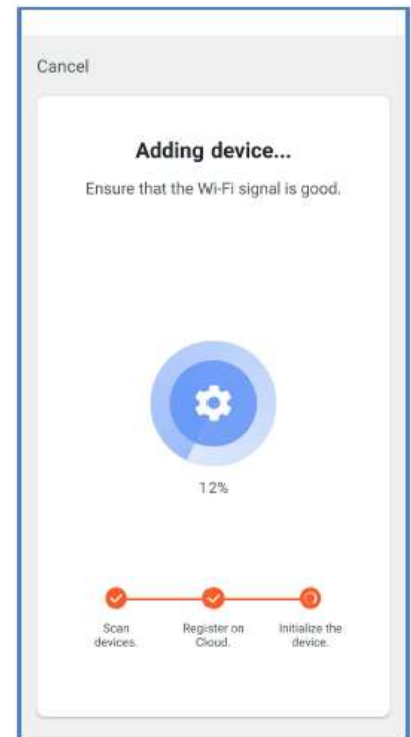 Cancel
Adding device...
Ensure that the Wi-Fi signal is good.
12%
Scan
devices.
Register on
Cloud.
Initialize the
device.